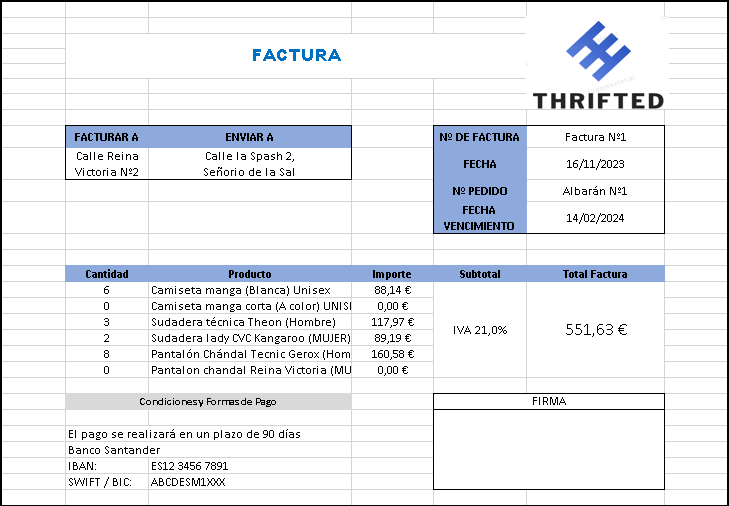 FACTURA
THRIFTED
FACTURAR A ENVIAR A
Calle Reina Calle la Spash 2,
Victoria Nº2 Señorio de la Sal
Nº DE FACTURA Factura Nº1
FECHA 16/11/2023
Nº PEDIDO Albarán Nº1
FECHA
VENCIMIENTO 14/02/2024
Cantidad Producto Importe Subtotal Total Factura
6 Camiseta manga (Blanca) Unisex 88,14 €
0 Camiseta manga corta (A color) UNISI 0,00 €
3 Sudadera técnica Theon (Hombre) 117,97 €
2 Sudadera lady CVC Kangaroo (MUJER) 89,19 €
8 Pantalón Chándal Tecnic Gerox (Hom 160,58 €
0 Pantalon chandal Reina Victoria (MU 0,00 €
IVA 21,0% 551,63 €
Condiciones y Formas de Pago
El pago se realizará en un plazo de 90 días
Banco Santander
IBAN: ES12 3456 7891
SWIFT / BIC: ABCDESM1XXX
FIRMA